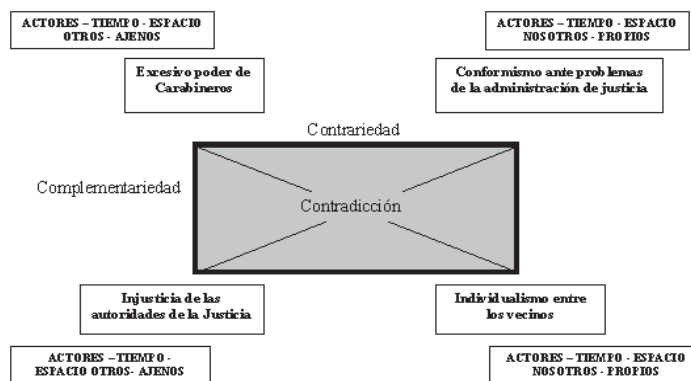 ACTORES – TIEMPO - ESPACIO
OTROS - AJENOS
ACTORES – TIEMPO - ESPACIO
NOSOTROS - PROPIOS
Exresivo poder de
Carabineros
Conformismo ante problemas
de la administración de justicia
Contrariedad
Complementariedad
Contradicción
Injusticia de las
autoridades de la Justicia
Individualismo entre
los vecinos
ACTORES – TIEMPO -
ESPACIO OTROS- AJENOS
ACTORES – TIEMPO - ESPACIO
NOSOTROS - PROPIOS